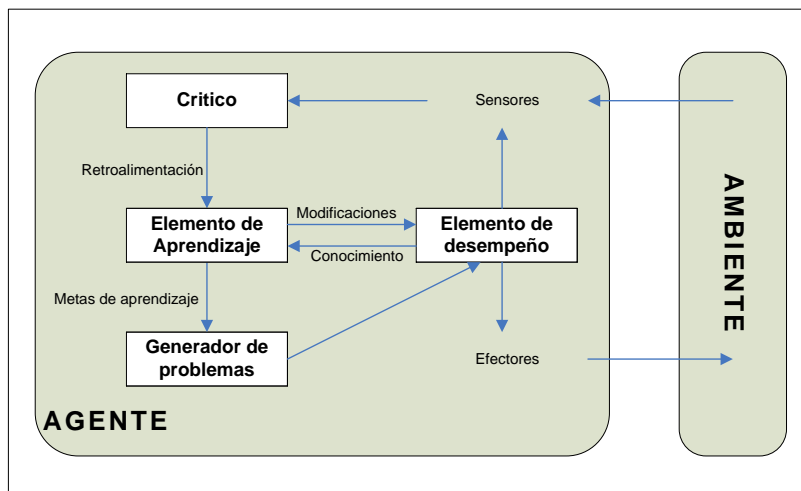 Critico
Sensores
Retroalimentación
Elemento de
Aprendizaje
Modificaciones
Conocimiento
Elemento de
desempeño
Metas de aprendizaje
Generador de
problemas
Efectores
AGENTE
AMBIENTE